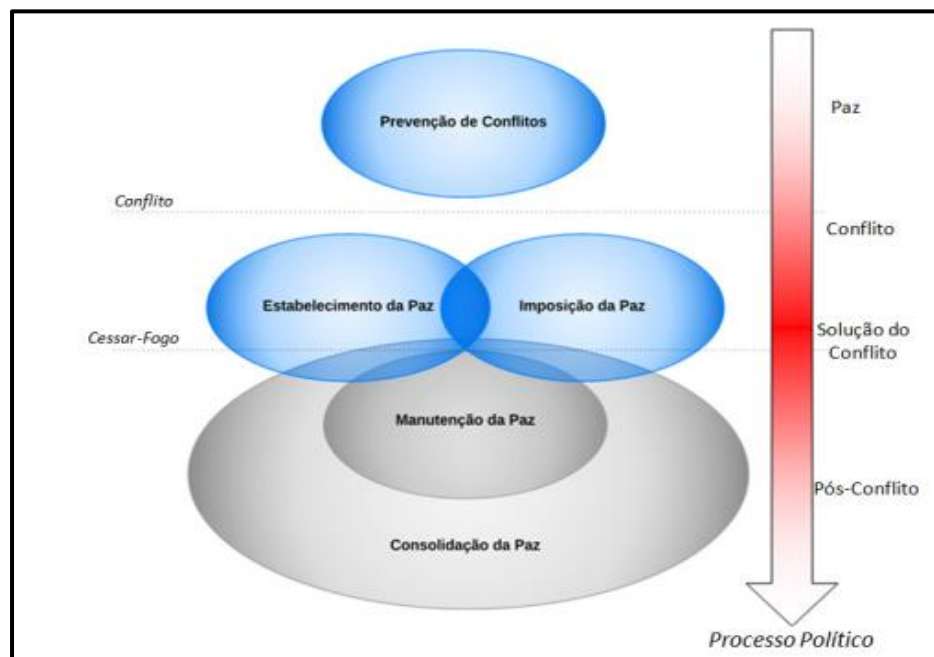 Prevenção de Conflitos
Paz
Conflito
Conflito
Estabelecimento da Paz
Imposição da Paz
Cessar-Fogo
Solução do
Conflito
Manutenção da Paz
Pós-Conflito
Consolidação da Paz
Processo Político